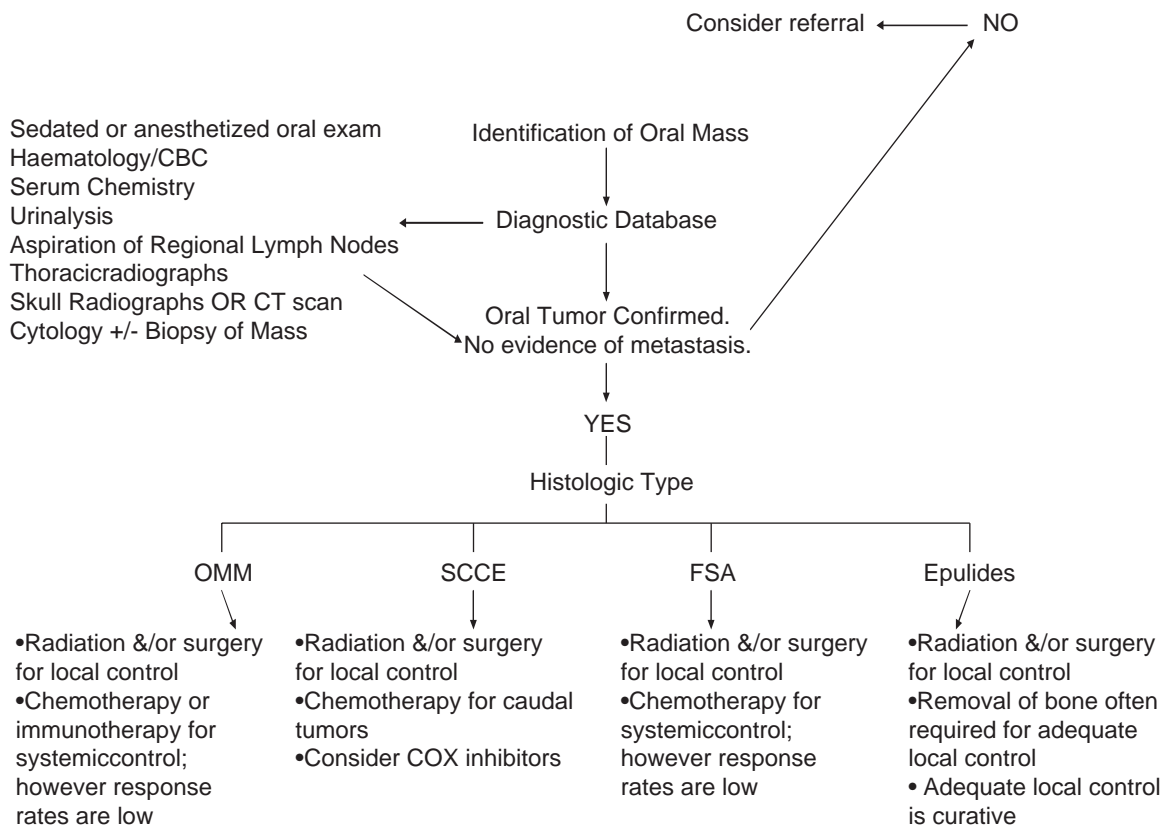 Consider referral
NO
Sedated or anesthetized oral exam
Haematology/CBC
Serum Chemistry
Urinalysis
Aspiration of Regional Lymph Nodes
Thoracicradiographs
Skull Radiographs OR CT scan
Cytology +/- Biopsy of Mass
Identification of Oral Mass
Diagnostic Database
Oral Tumor Confirmed.
No evidence of metastasis.
YES
Histologic Type
OMM
•Radiation &/or surgery
for local control
•Chemotherapy or
immunotherapy for
systemiccontrol;
however response
rates are low
SCCE
•Radiation &/or surgery
for local control
•Chemotherapy for caudal
tumors
•Consider COX inhibitors
FSA
•Radiation &/or surgery
for local control
•Chemotherapy for
systemiccontrol;
however response
rates are low
Epulides
•Radiation &/or surgery
for local control
•Removal of bone often
required for adequate
local control
• Adequate local control
is curative